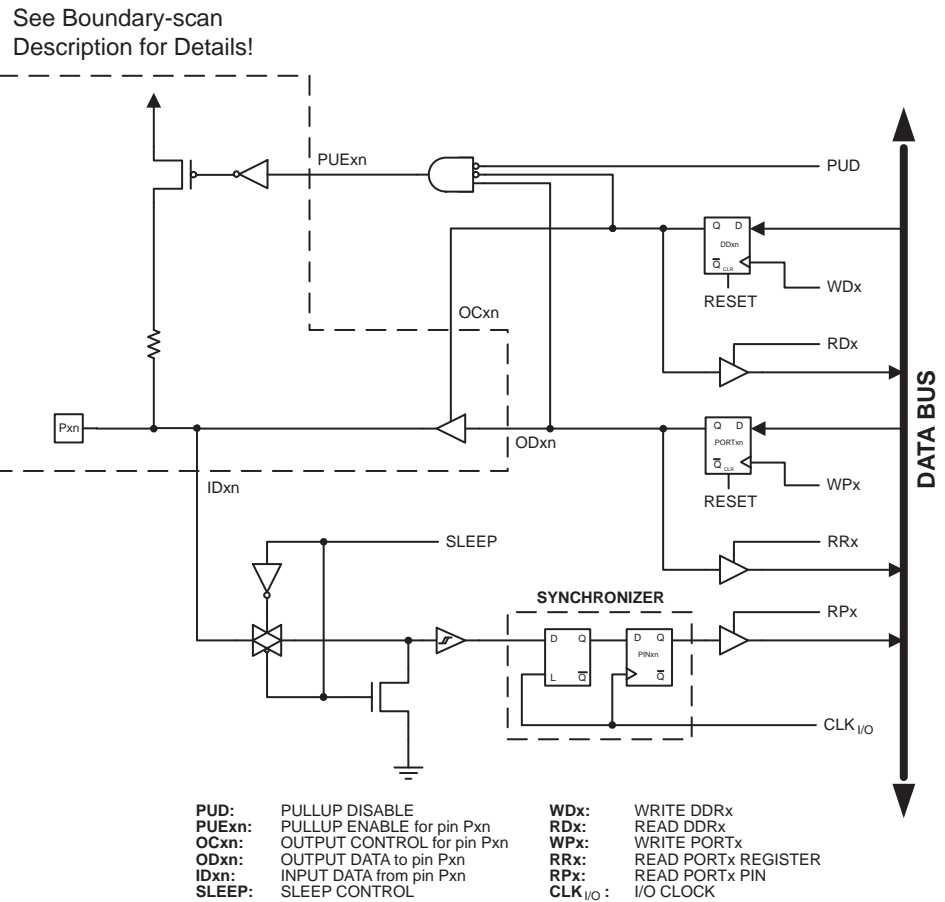 See Boundary-scan
Description for Details!
PUExn
PUD
Q D
DDxn
Q CLR
WDx
RESET
OCxn
RDx
DATA BUS
Pxn
ODxn
Q D
PORTxn
Q CLR
WPx
RESET
IDxn
SLEEP
RRx
SYNCHRONIZER
RPx
D Q
L Q
D Q
PINxn
Q
CLK I/O
PUD: PULLUP DISABLE
PUExn: PULLUP ENABLE for pin Pxn
OCxn: OUTPUT CONTROL for pin Pxn
ODxn: OUTPUT DATA to pin Pxn
IDxn: INPUT DATA from pin Pxn
SLEEP: SLEEP CONTROL
WDx: WRITE DDRx
RDx: READ DDRx
WPx: WRITE PORTx
RRx: READ PORTx REGISTER
RPx: READ PORTx PIN
CLK I/O : I/O CLOCK